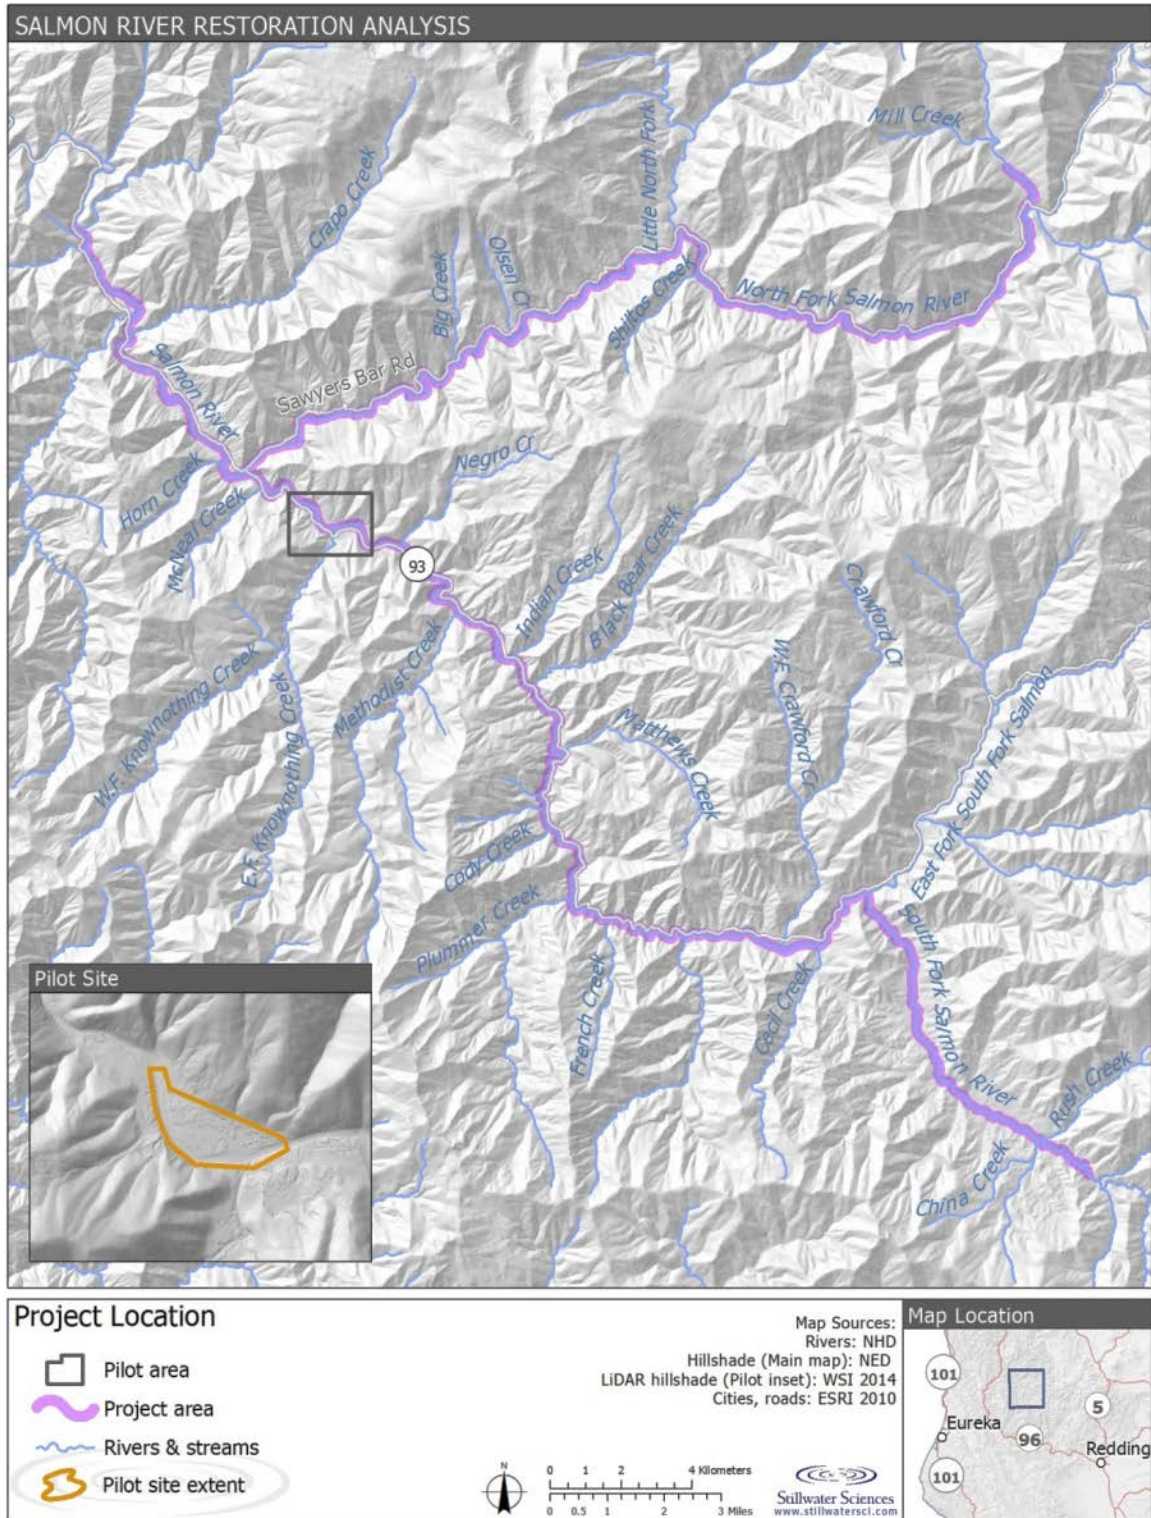 SALMON RIVER RESTORATION ANALYSIS
Mill Creek
Little North Fork
Crapo Creek
Olsen Cr
Big Creek
Shiltos Creek
North Fork Salmon River
Salmon River
Sawyers Bar Rd
Negro Cr
Horn Creek
McNeal Creek
93
Indian Creek
Black Bear Creek
Crawford Cr
W.F. Crawford Cr
Methodist Creek
W.F. Knownothing Creek
E.F. Knownothing Creek
Matthews Creek
East Fork South Fork Salmon
Cody Creek
Plummer Creek
South Fork Salmon River
French Creek
Cecil Creek
Rush Creek
China Creek
Pilot Site
Project Location
Pilot area
Project area
Rivers & streams
Pilot site extent
Map Sources:
Rivers: NHD
Hillshade (Main map): NED
LiDAR hillshade (Pilot inset): WSI 2014
Cities, roads: ESRI 2010
N
0 1 2 4 Kilometers
0 0.5 1 2 3 Miles
Stillwater Sciences
www.stillwatersci.com
Map Location
101
5
Eureka
96
Redding
101